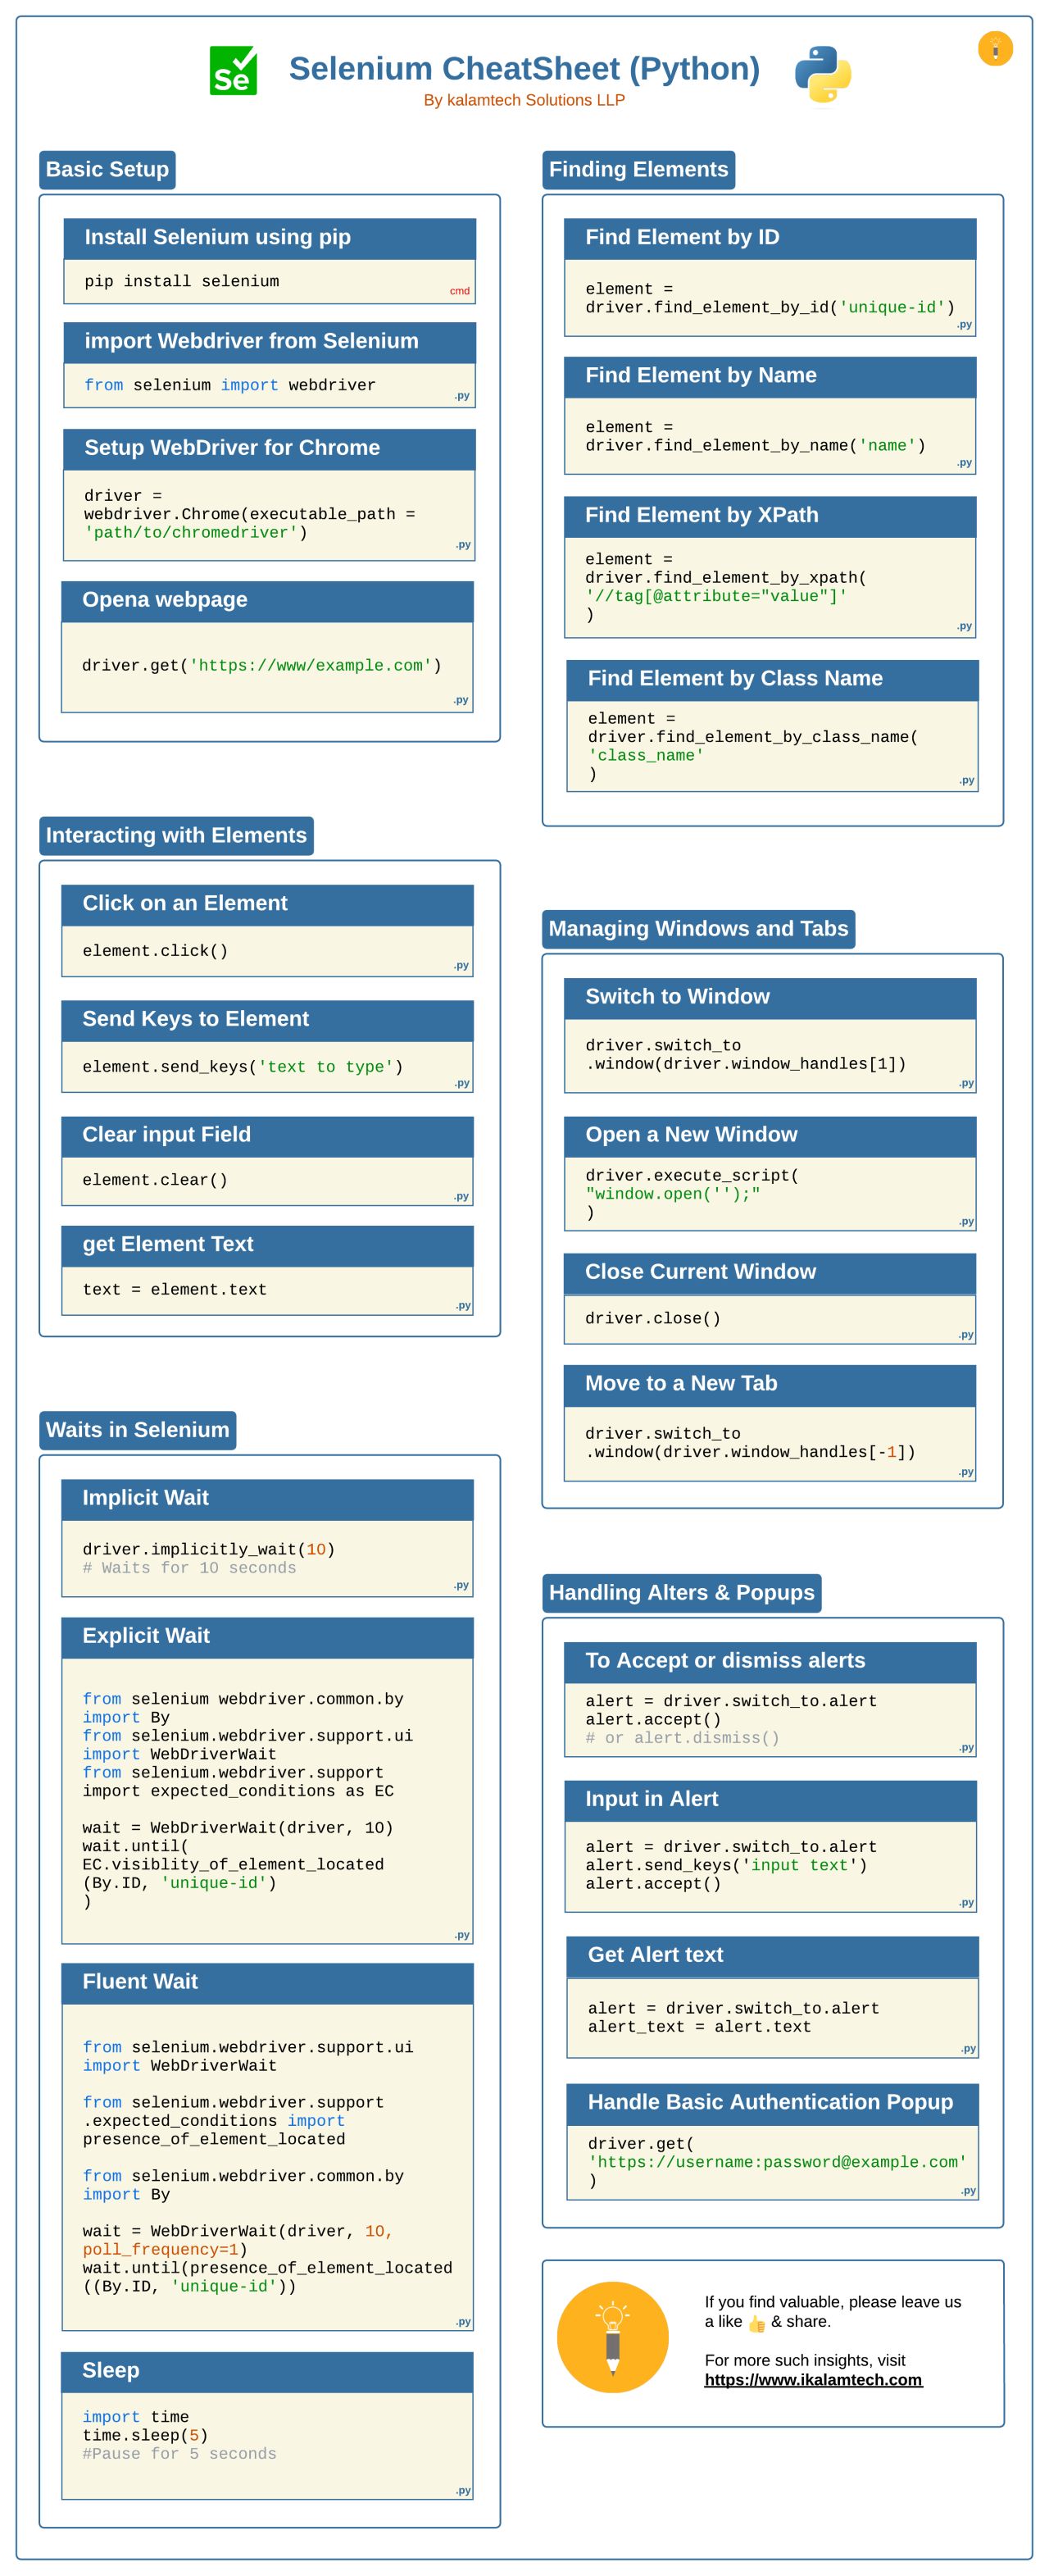 Se
Selenium CheatSheet (Python)
By kalamtech Solutions LLP
Basic Setup
Install Selenium using pip
pip install selenium
cmd
import Webdriver from Selenium
from selenium import webdriver
.py
Setup WebDriver for Chrome
driver =
webdriver.Chrome(executable_path =
'path/to/chromedriver')
.py
Opena webpage
driver.get('https://www/example.com')
.py
Interacting with Elements
Click on an Element
element.click()
.py
Send Keys to Element
element.send_keys('text to type')
.py
Clear input Field
element.clear()
.py
get Element Text
text = element.text
.py
Waits in Selenium
Implicit Wait
driver.implicitly_wait(10)
# Waits for 10 seconds
.py
Explicit Wait
from selenium webdriver.common.by
import By
from selenium.webdriver.support.ui
import WebDriverWait
from selenium.webdriver.support
import expected_conditions as EC
wait = WebDriverWait(driver, 10)
wait.until(
EC.visiblity_of_element_located
(By.ID, 'unique-id')
)
.py
Fluent Wait
from selenium.webdriver.support.ui
import WebDriverWait
from selenium.webdriver.support
.expected_conditions import
presence_of_element_located
from selenium.webdriver.common.by
import By
wait = WebDriverWait(driver, 10,
poll_frequency=1)
wait.until(presence_of_element_located
((By.ID, 'unique-id'))
.py
Sleep
import time
time.sleep(5)
#Pause for 5 seconds
.py
Finding Elements
Find Element by ID
element =
driver.find_element_by_id('unique-id')
.py
Find Element by Name
element =
driver.find_element_by_name('name')
.py
Find Element by XPath
element =
driver.find_element_by_xpath(
'//tag[@attribute="value"]'
)
.py
Find Element by Class Name
element =
driver.find_element_by_class_name(
'class_name'
)
.py
Managing Windows and Tabs
Switch to Window
driver.switch_to
.window(driver.window_handles[1])
.py
Open a New Window
driver.execute_script(
"window.open('');"
)
.py
Close Current Window
driver.close()
.py
Move to a New Tab
driver.switch_to
.window(driver.window_handles[-1])
.py
Handling Alters & Popups
To Accept or dismiss alerts
alert = driver.switch_to.alert
alert.accept()
# or alert.dismiss()
.py
Input in Alert
alert = driver.switch_to.alert
alert.send_keys('input text')
alert.accept()
.py
Get Alert text
alert = driver.switch_to.alert
alert_text = alert.text
.py
Handle Basic Authentication Popup
driver.get(
'https://username:password@example.com'
)
.py
If you find valuable, please leave us
a like 👍 & share.
For more such insights, visit
https://www.ikalamtech.com